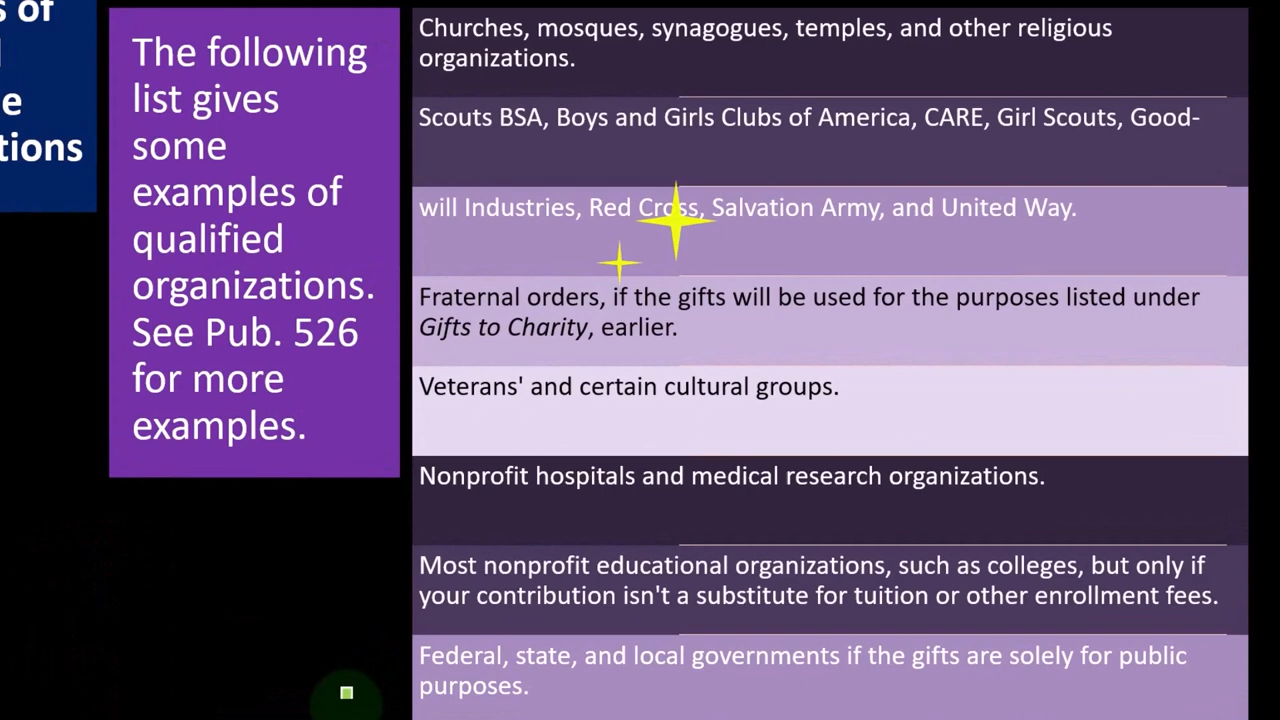 s of
e
tions
The following
list gives
some
examples of
qualified
organizations.
See Pub. 526
for more
examples.
Churches, mosques, synagogues, temples, and other religious
organizations.
Scouts BSA, Boys and Girls Clubs of America, CARE, Girl Scouts, Good-
will Industries, Red Cross, Salvation Army, and United Way.
Fraternal orders, if the gifts will be used for the purposes listed under
Gifts to Charity, earlier.
Veterans' and certain cultural groups.
Nonprofit hospitals and medical research organizations.
Most nonprofit educational organizations, such as colleges, but only if
your contribution isn't a substitute for tuition or other enrollment fees.
Federal, state, and local governments if the gifts are solely for public
purposes.